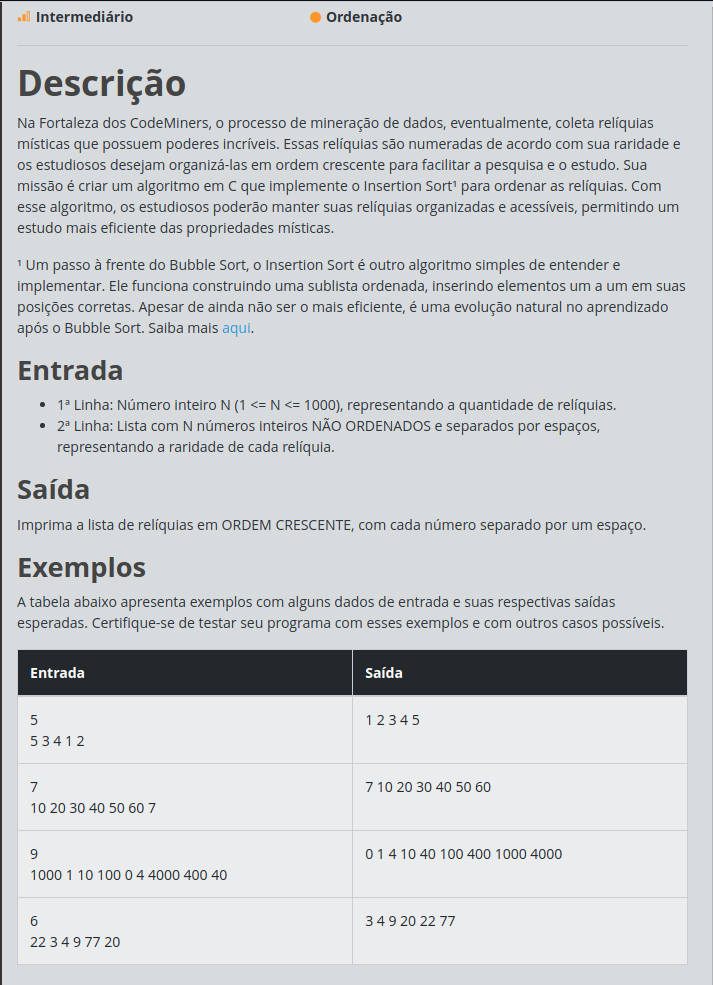 Intermediário
Ordenação
Descrição
Na Fortaleza dos CodeMiners, o processo de mineração de dados, eventualmente, coleta relíquias
místicas que possuem poderes incríveis. Essas relíquias são numeradas de acordo com sua raridade e
os estudiosos desejam organizá-las em ordem crescente para facilitar a pesquisa e o estudo. Sua
missão é criar um algoritmo em C que implemente o Insertion Sort¹ para ordenar as relíquias. Com
esse algoritmo, os estudiosos poderão manter suas relíquias organizadas e acessíveis, permitindo um
estudo mais eficiente das propriedades místicas.
¹ Um passo à frente do Bubble Sort, o Insertion Sort é outro algoritmo simples de entender e
implementar. Ele funciona construindo uma sublista ordenada, inserindo elementos um a um em suas
posições corretas. Apesar de ainda não ser o mais eficiente, é uma evolução natural no aprendizado
após o Bubble Sort. Saiba mais aqui.
Entrada
• 1ª Linha: Número inteiro N (1 <= N <= 1000), representando a quantidade de relíquias.
• 2ª Linha: Lista com N números inteiros NÃO ORDENADOS e separados por espaços,
representando a raridade de cada relíquia.
Saída
Imprima a lista de relíquias em ORDEM CRESCENTE, com cada número separado por um espaço.
Exemplos
A tabela abaixo apresenta exemplos com alguns dados de entrada e suas respectivas saídas
esperadas. Certifique-se de testar seu programa com esses exemplos e com outros casos possíveis.
Entrada
Saída
5
5 3 4 1 2
1 2 3 4 5
7
10 20 30 40 50 60 7
7 10 20 30 40 50 60
9
1000 1 10 100 0 4 4000 400 40
0 1 4 10 40 100 400 1000 4000
6
22 3 4 9 77 20
3 4 9 20 22 77